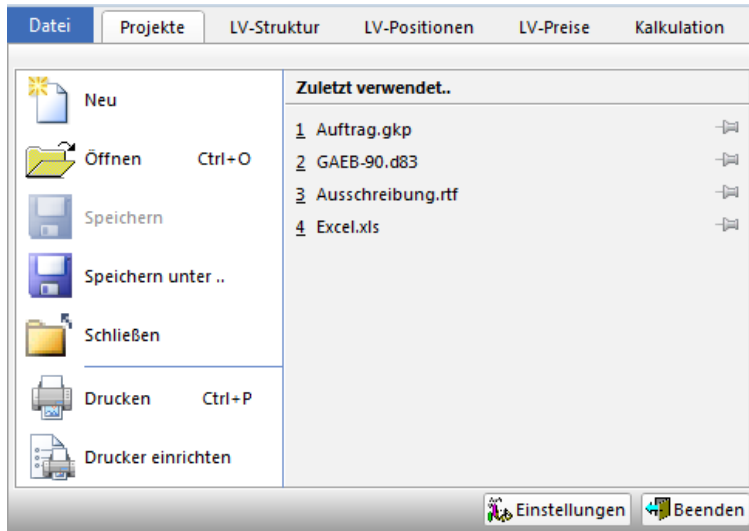 Datei Projekte LV-Struktur LV-Positionen LV-Preise Kalkulation
Neu
Öffnen Ctrl+O
Speichern
Speichern unter ..
Schließen
Drucken Ctrl+P
Drucker einrichten
Zuletzt verwendet..
1 Auftrag.gkp
2 GAEB-90.d83
3 Ausschreibung.rtf
4 Excel.xls
Einstellungen Beenden